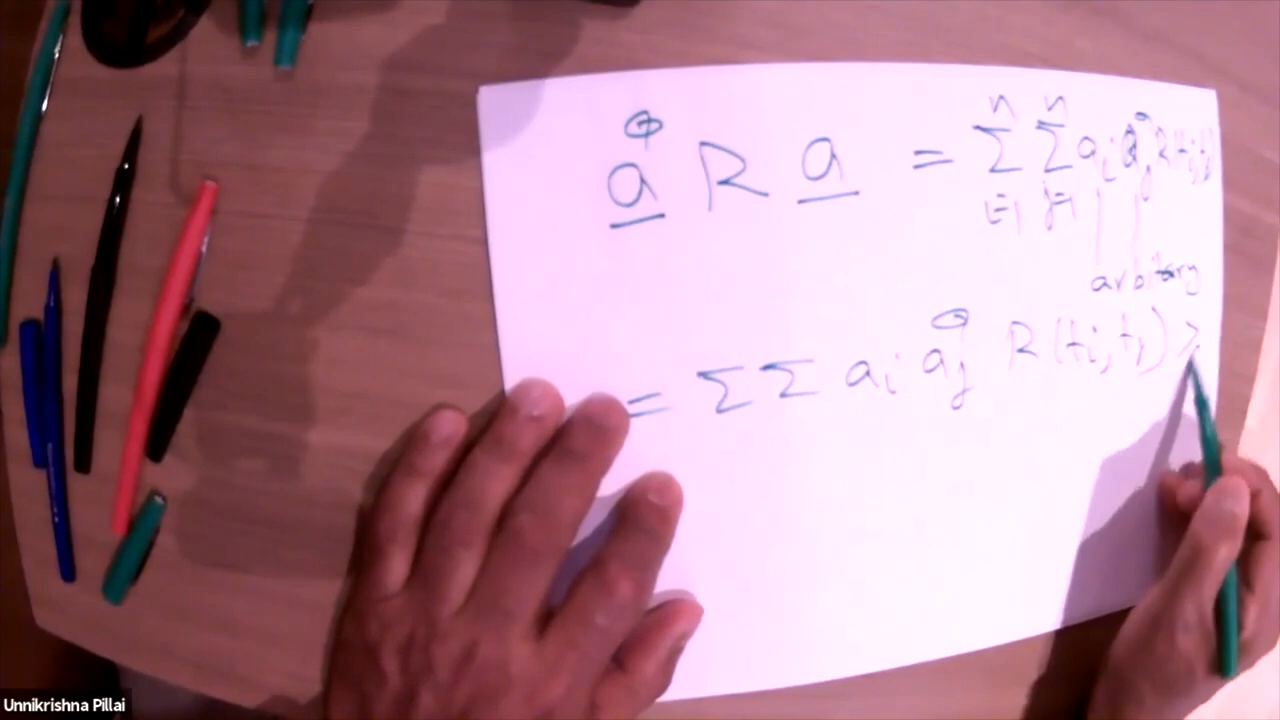 a* R a = Σ_{i=1}^{n} Σ_{j=1}^{n} a_i a_j* R(t_i, t_j)
arbitrary
= Σ Σ a_i a_j* R(t_i, t_j) ≥
Unnikrishna Pillai